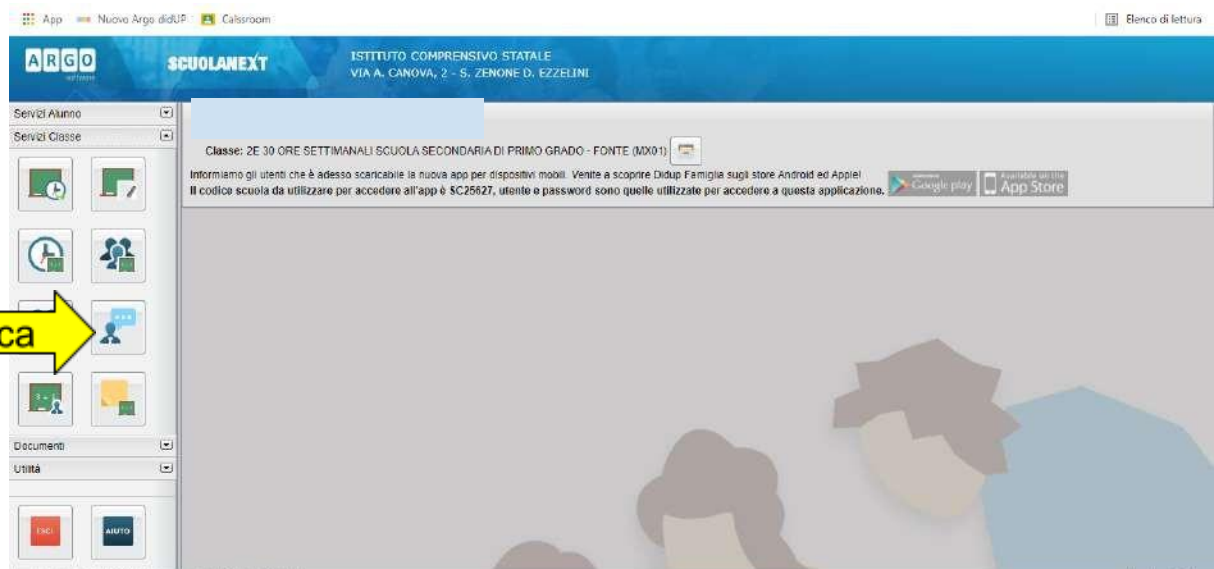 App Nuovo Argo didUP Calssroom Elenco di lettura
ARGO software
SCUOLANEXT
ISTITUTO COMPRENSIVO STATALE
VIA A. CANOVA, 2 - S. ZENONE D. EZZELINI
Servizi Alunno
Servizi Classe
Classe: 2E 30 ORE SETTIMANALI SCUOLA SECONDARIA DI PRIMO GRADO - FONTE (MX01)
Informiamo gli utenti che è adesso scaricabile la nuova app per dispositivi mobili. Venite a scoprire Didup Famiglia sugli store Android ed Apple!
Il codice scuola da utilizzare per accedere all'app è SC25627, utente e password sono quelle utilizzate per accedere a questa applicazione.
Google play
Available on the App Store
ca
Documenti
Utilità
ESCI
AIUTO